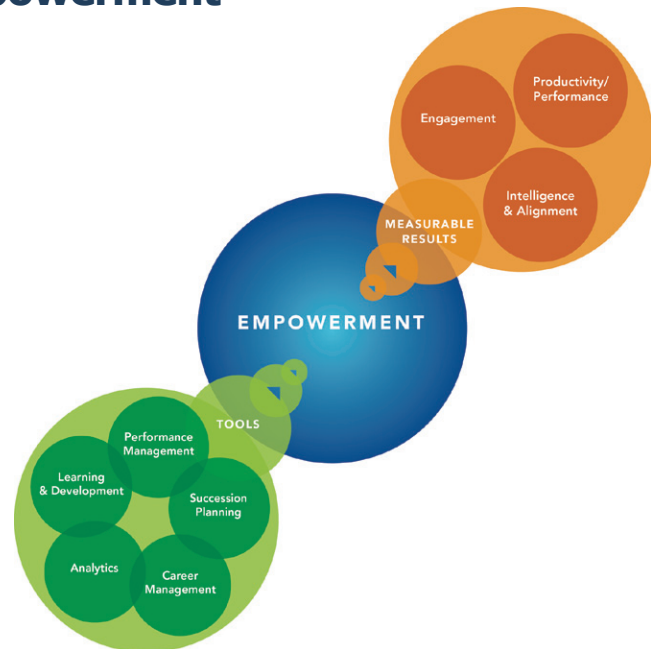 Productivity/
Performance
Engagement
Intelligence
& Alignment
MEASURABLE
RESULTS
EMPOWERMENT
TOOLS
Performance
Management
Learning
& Development
Succession
Planning
Analytics
Career
Management